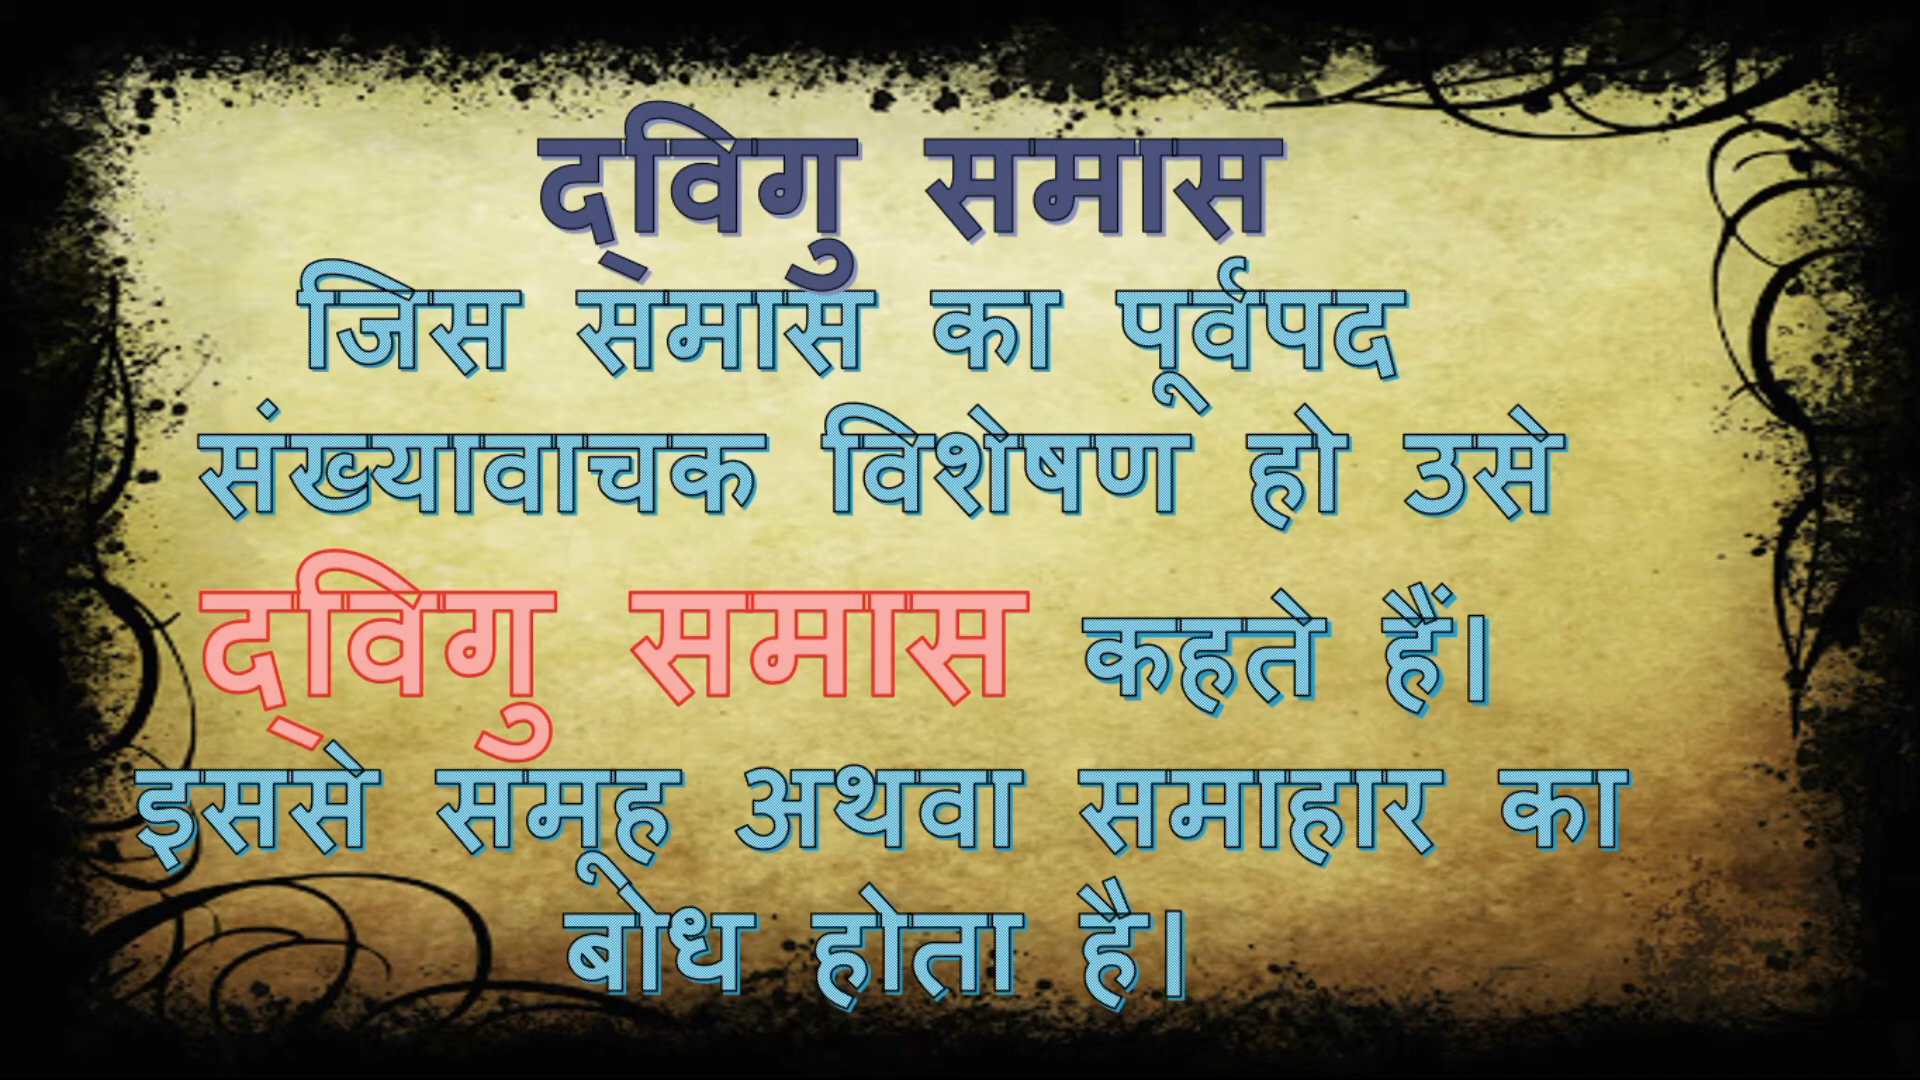 द्विगु समास
जिस समास का पूर्वपद
संख्यावाचक विशेषण हो उसे
द्विगु समास कहते हैं।
इससे समूह अथवा समाहार का
बोध होता है।